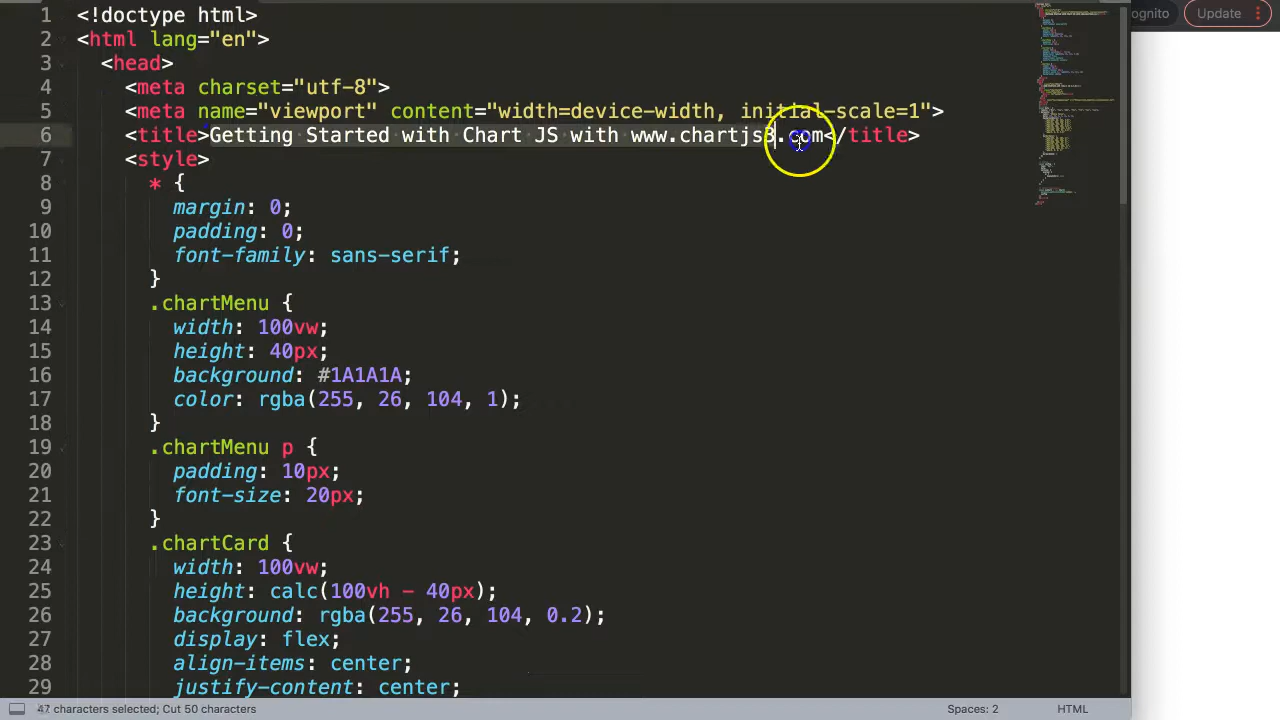 ognito Update
1 <!doctype html>
2 <html lang="en">
3 <head>
4 <meta charset="utf-8">
5 <meta name="viewport" content="width=device-width, initial-scale=1">
6 <title>Getting Started with Chart JS with www.chartjs3.com</title>
7 <style>
8 * {
9 margin: 0;
10 padding: 0;
11 font-family: sans-serif;
12 }
13 .chartMenu {
14 width: 100vw;
15 height: 40px;
16 background: #1A1A1A;
17 color: rgba(255, 26, 104, 1);
18 }
19 .chartMenu p {
20 padding: 10px;
21 font-size: 20px;
22 }
23 .chartCard {
24 width: 100vw;
25 height: calc(100vh - 40px);
26 background: rgba(255, 26, 104, 0.2);
27 display: flex;
28 align-items: center;
29 justify-content: center;
47 characters selected; Cut 50 characters Spaces: 2 HTML